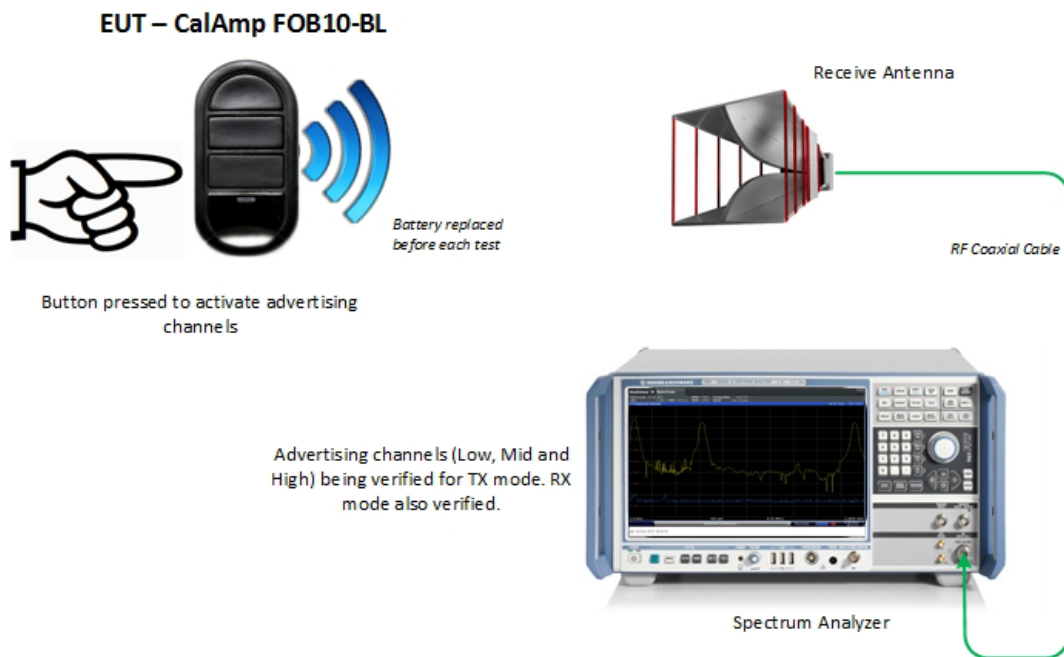 EUT – CalAmp FOB10-BL
Receive Antenna
Battery replaced
before each test
RF Coaxial Cable
Button pressed to activate advertising
channels
Advertising channels (Low, Mid and
High) being verified for TX mode. RX
mode also verified.
Spectrum Analyzer